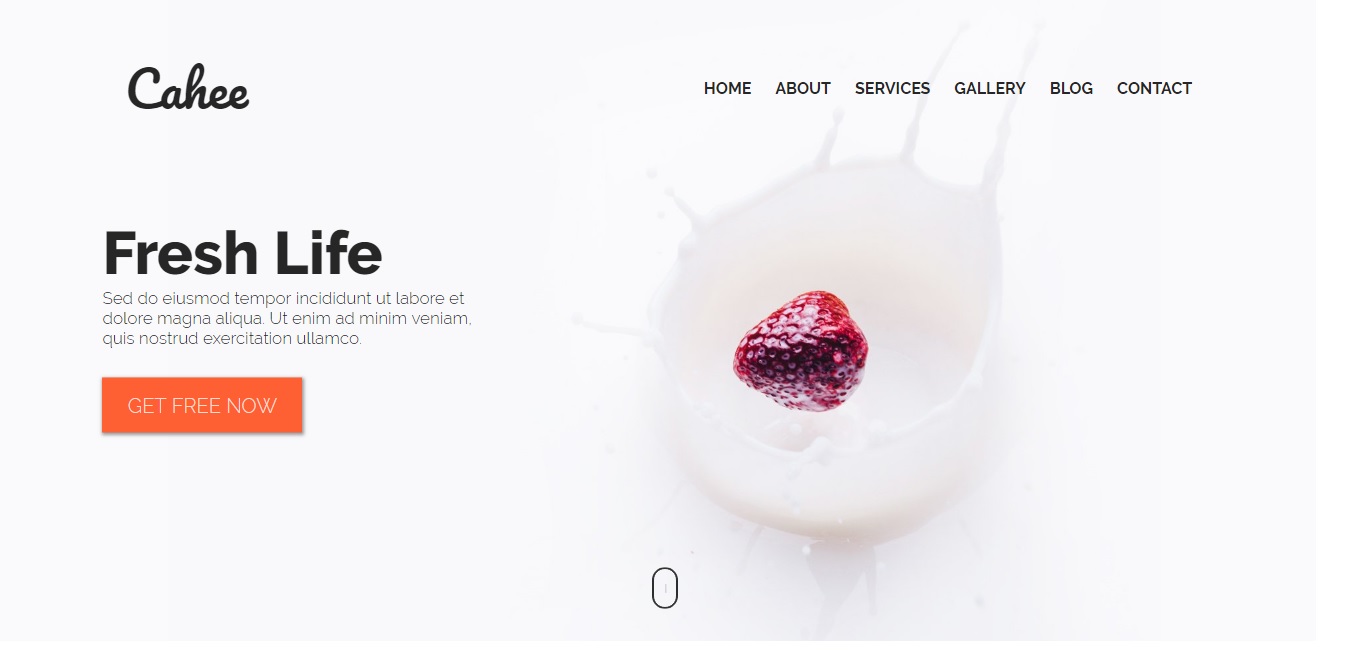 Cahee
HOME ABOUT SERVICES GALLERY BLOG CONTACT
Fresh Life
Sed do eiusmod tempor incididunt ut labore et
dolore magna aliqua. Ut enim ad minim veniam,
quis nostrud exercitation ullamco.
GET FREE NOW